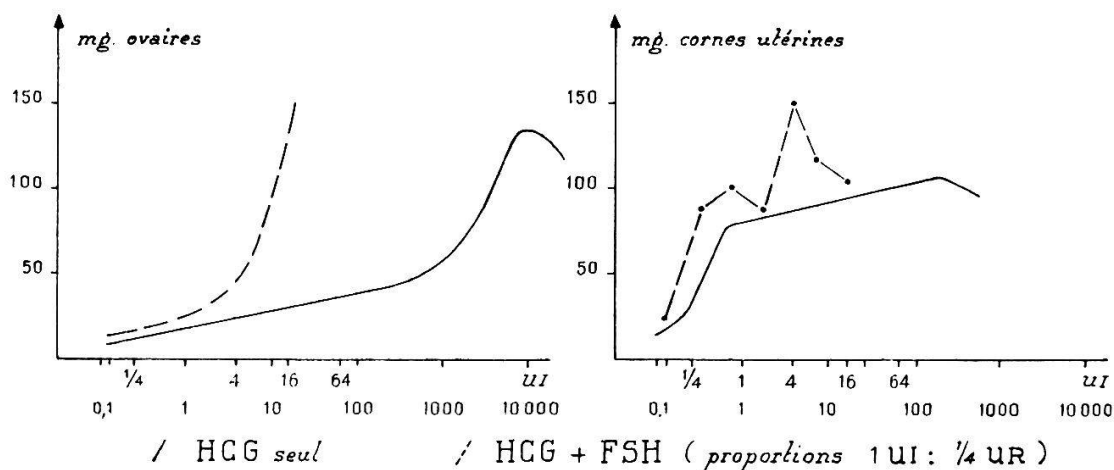 mg. ovaires
150
100
50
¼ 4 16 64 UI
0,1 1 10 100 1000 10 000
mg. cornes utérines
150
100
50
¼ 1 4 16 64 UI
0,1 1 10 100 1000 10 000
/ HCG seul
/ HCG + FSH ( proportions 1 UI : ¼ UR )